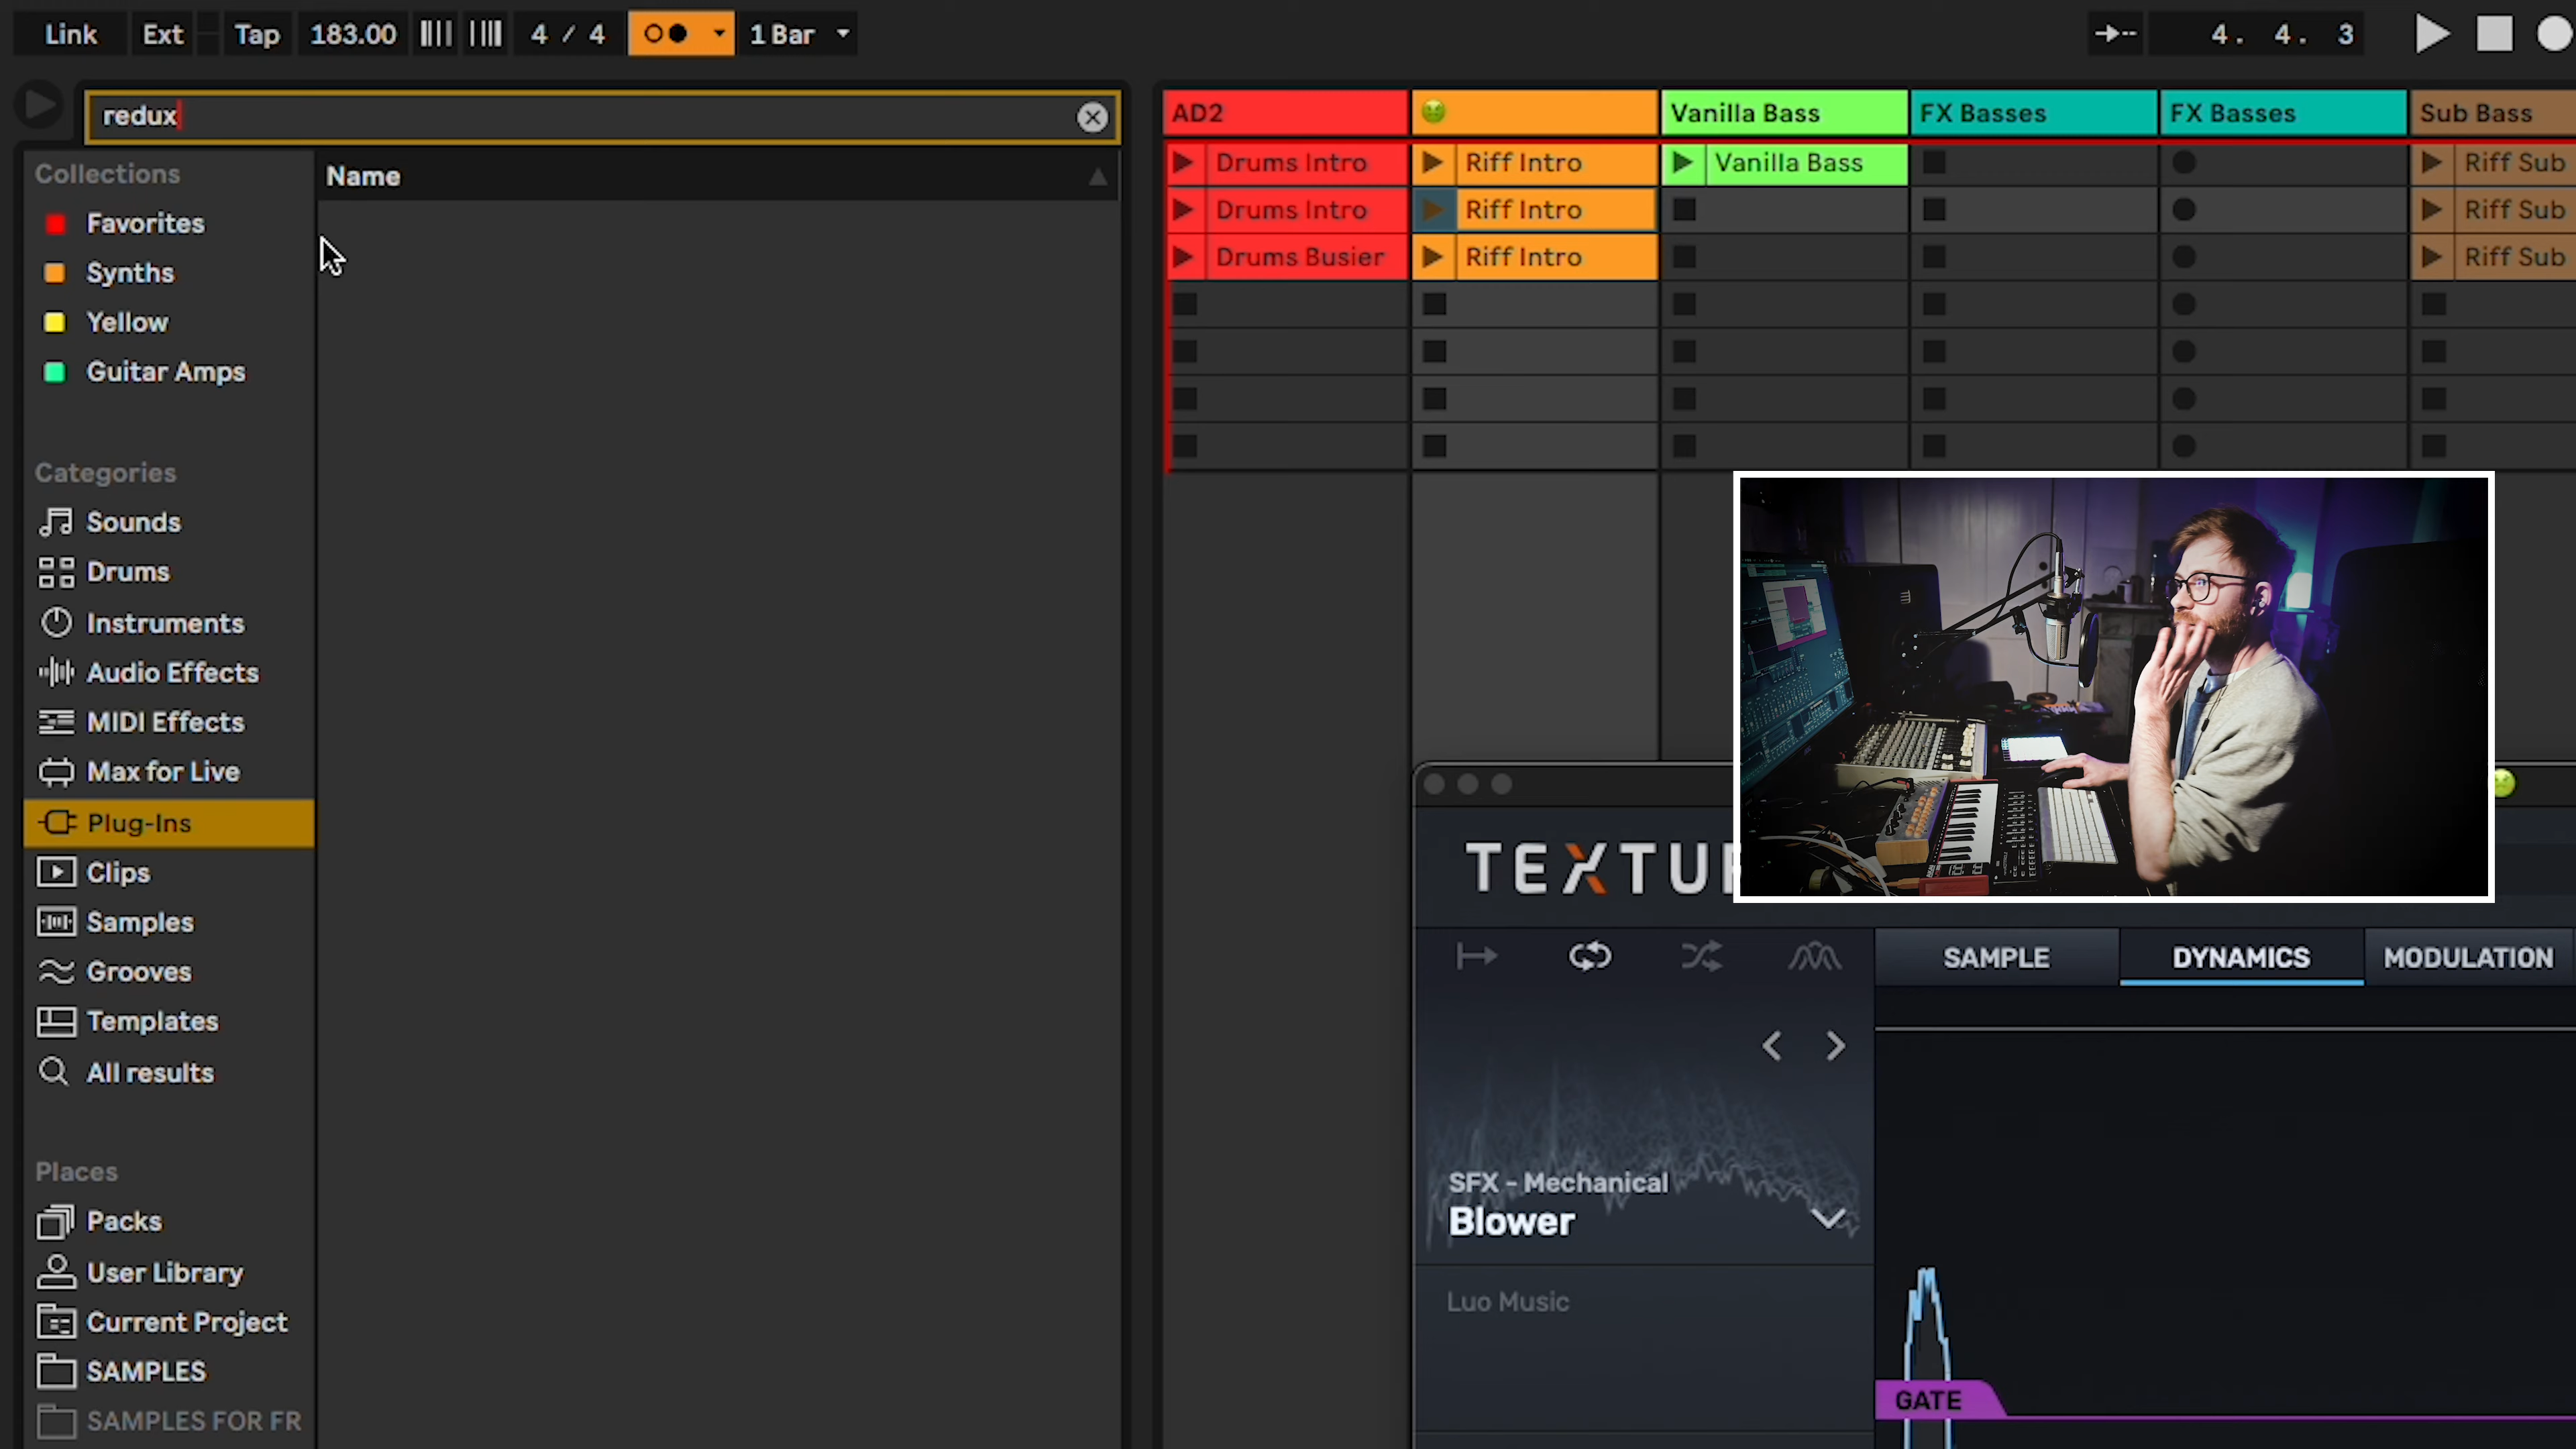 Link Ext Tap 183.00 4 / 4 1 Bar 4. 4. 3
redux
Collections
Favorites
Synths
Yellow
Guitar Amps
Categories
Sounds
Drums
Instruments
Audio Effects
MIDI Effects
Max for Live
Plug-Ins
Clips
Samples
Grooves
Templates
All results
Places
Packs
User Library
Current Project
SAMPLES
SAMPLES FOR FR
Name
AD2 Vanilla Bass FX Basses FX Basses Sub Bass
Drums Intro Riff Intro Vanilla Bass Riff Sub
Drums Intro Riff Intro Riff Sub
Drums Busier Riff Intro Riff Sub
TEXTUR
SAMPLE DYNAMICS MODULATION
SFX - Mechanical
Blower
Luo Music
GATE